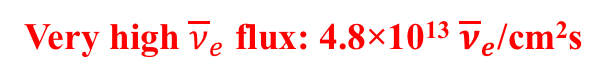 Very high ν̅ₑ flux: 4.8×10¹³ ν̅ₑ/cm²s